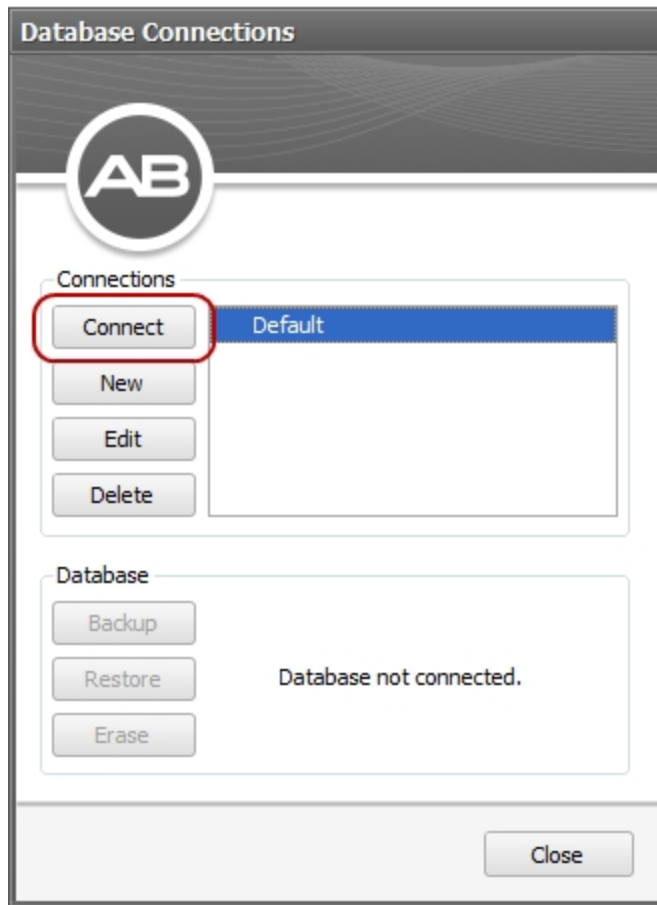 Database Connections
AB
Connections
Connect
Default
New
Edit
Delete
Database
Backup
Restore
Database not connected.
Erase
Close